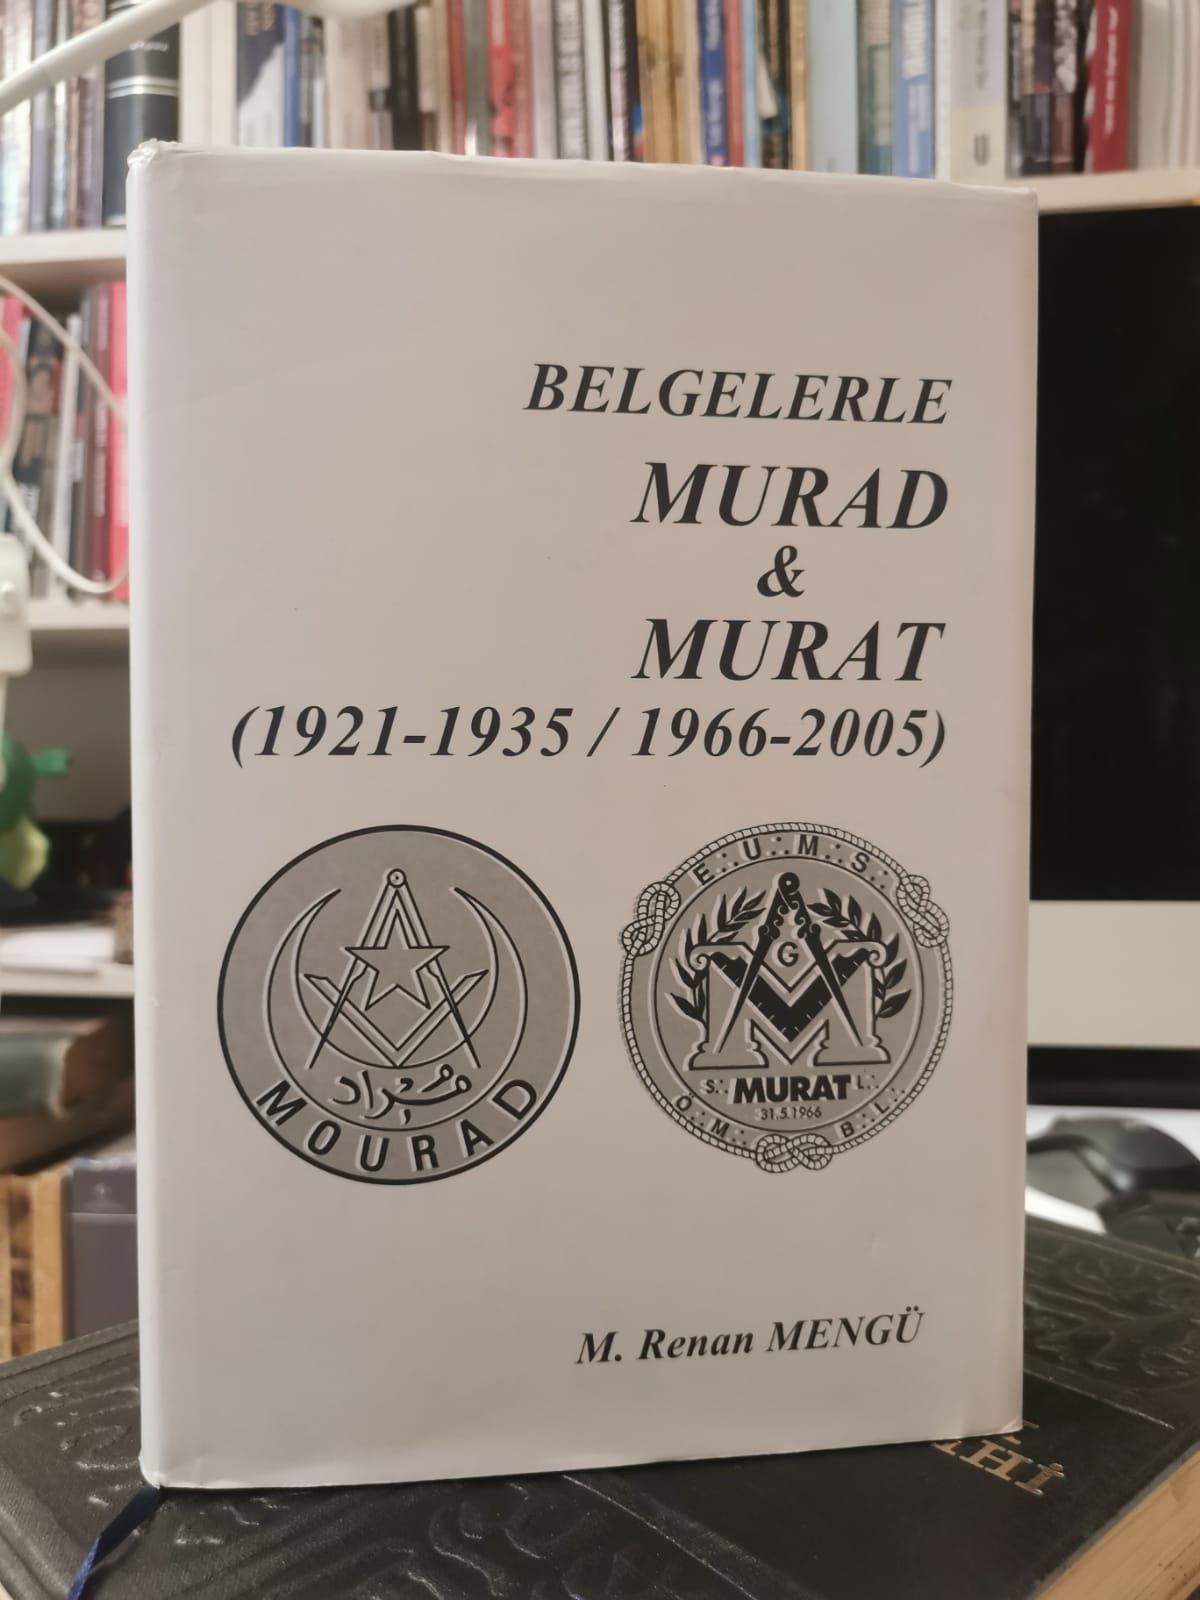 BELGELERLE
MURAD
&
MURAT
(1921-1935 / 1966-2005)
مراد
MOURAD
E∴U∴M∴S∴
G
S∴ MURAT L∴
31.5.1966
Ö∴M∴B∴L∴
M. Renan MENGÜ